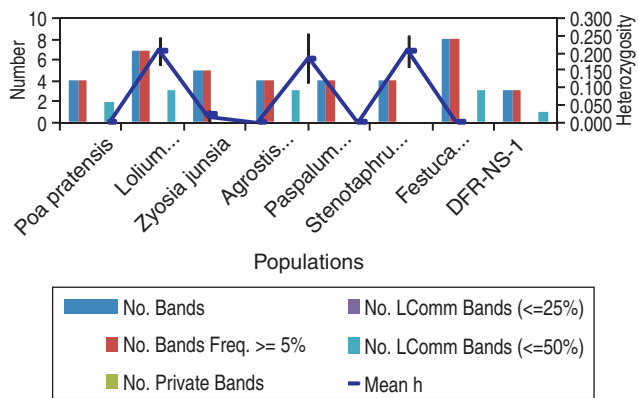 10
8
6
4
2
0
Number
0.300
0.250
0.200
0.150
0.100
0.050
0.000
Heterozygosity
Poa pratensis
Lolium...
Zyosia junsia
Agrostis...
Paspalum...
Stenotaphru...
Festuca...
DFR-NS-1
Populations
No. Bands
No. Bands Freq. >= 5%
No. Private Bands
No. LComm Bands (<=25%)
No. LComm Bands (<=50%)
Mean h